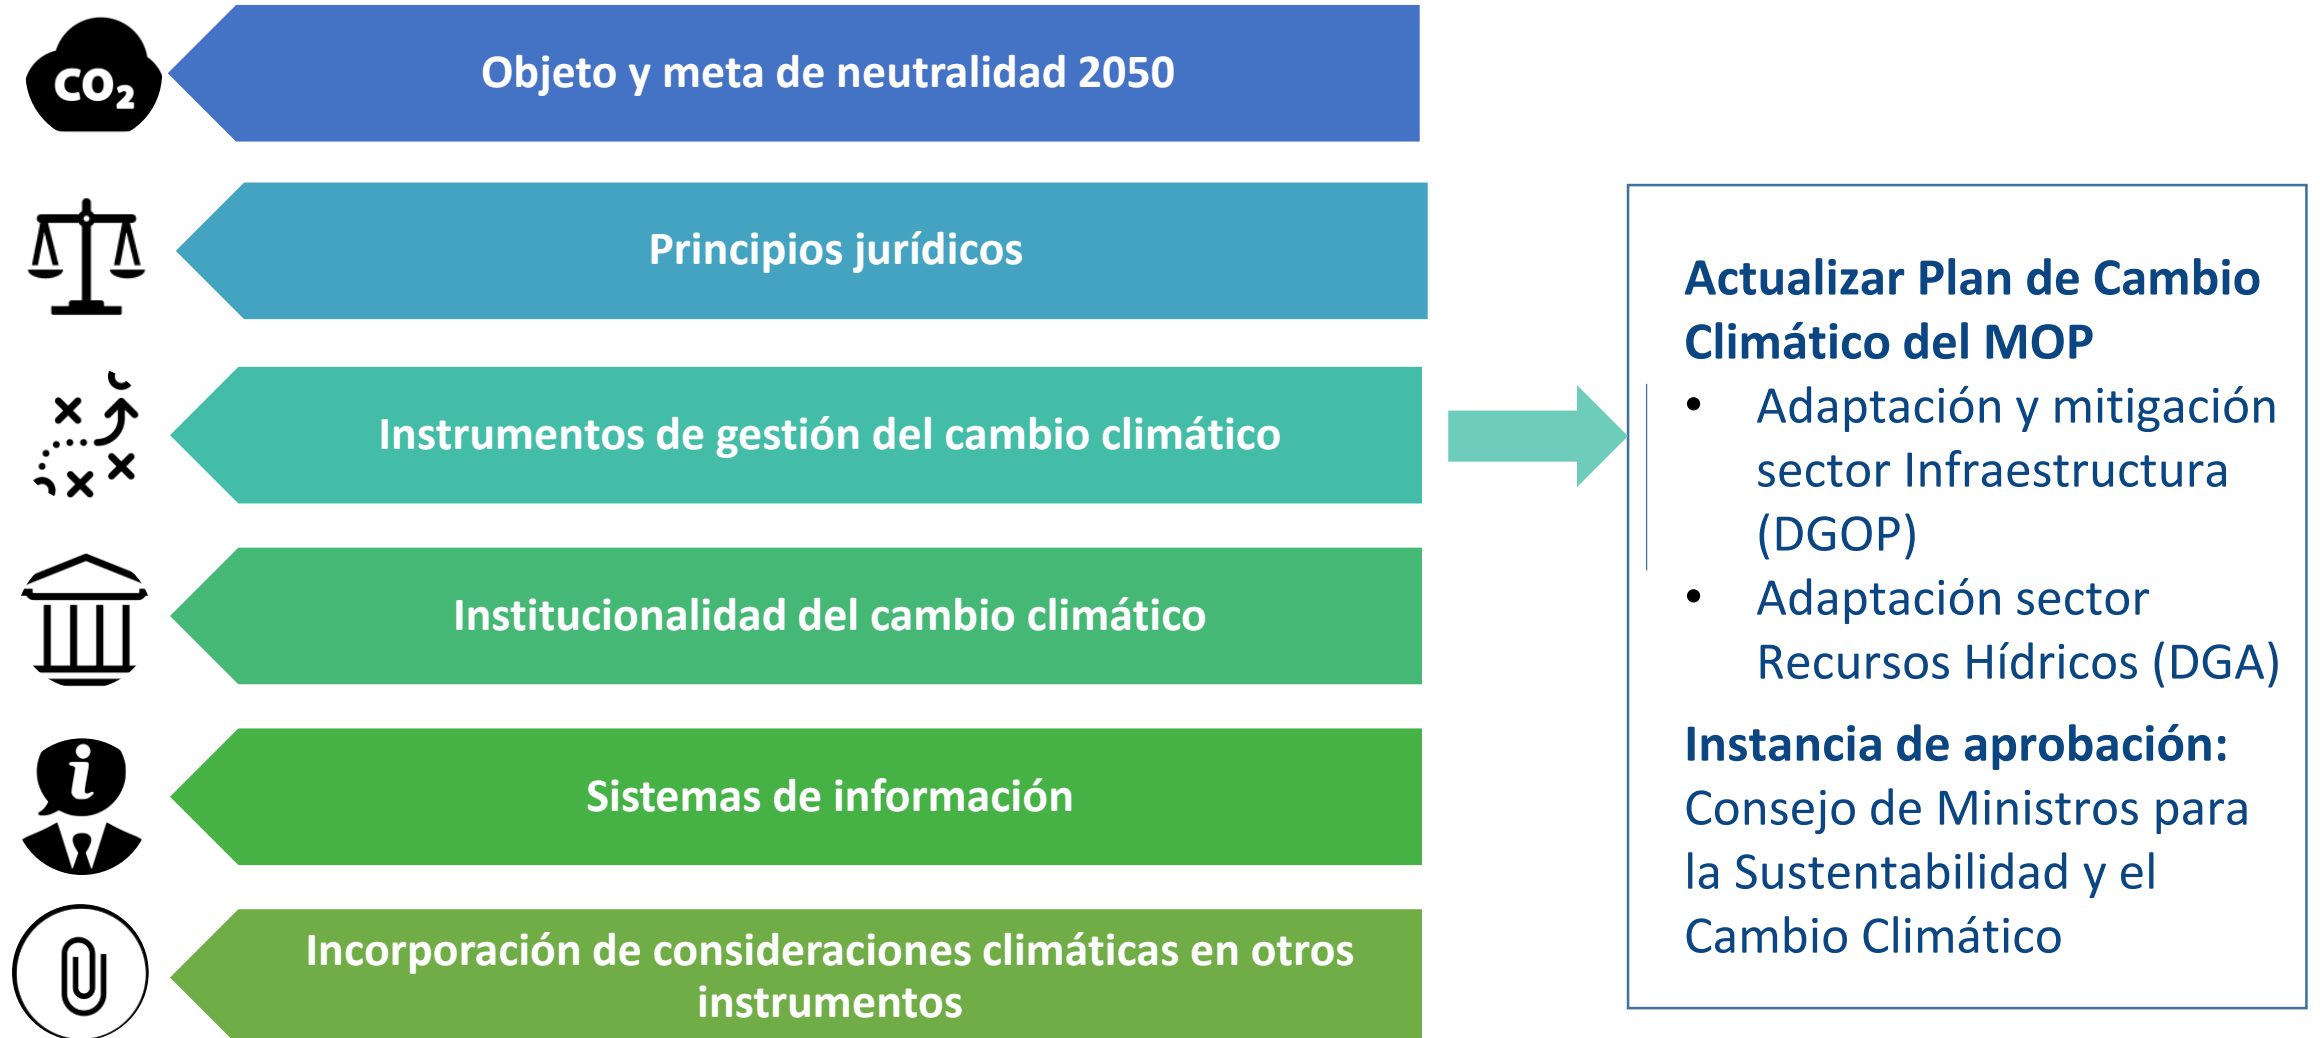 CO2
Objeto y meta de neutralidad 2050
Principios jurídicos
Instrumentos de gestión del cambio climático
Institucionalidad del cambio climático
i
Sistemas de información
Incorporación de consideraciones climáticas en otros
instrumentos
Actualizar Plan de Cambio
Climático del MOP
• Adaptación y mitigación
sector Infraestructura
(DGOP)
• Adaptación sector
Recursos Hídricos (DGA)
Instancia de aprobación:
Consejo de Ministros para
la Sustentabilidad y el
Cambio Climático